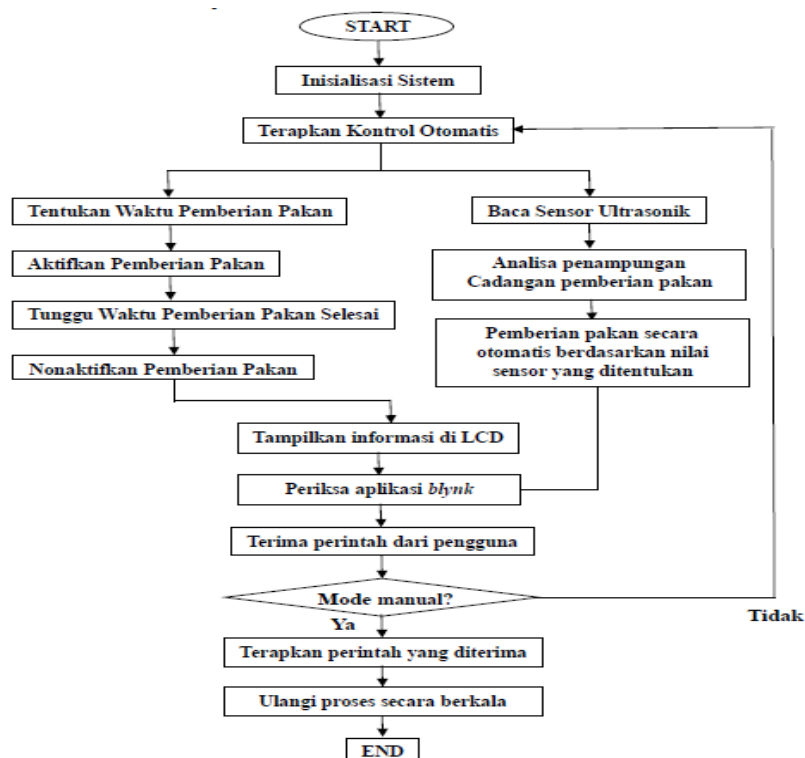 START
Inisialisasi Sistem
Terapkan Kontrol Otomatis
Tentukan Waktu Pemberian Pakan
Aktifkan Pemberian Pakan
Tunggu Waktu Pemberian Pakan Selesai
Nonaktifkan Pemberian Pakan
Baca Sensor Ultrasonik
Analisa penampungan
Cadangan pemberian pakan
Pemberian pakan secara
otomatis berdasarkan nilai
sensor yang ditentukan
Tampilkan informasi di LCD
Periksa aplikasi blynk
Terima perintah dari pengguna
Mode manual?
Tidak
Ya
Terapkan perintah yang diterima
Ulangi proses secara berkala
END